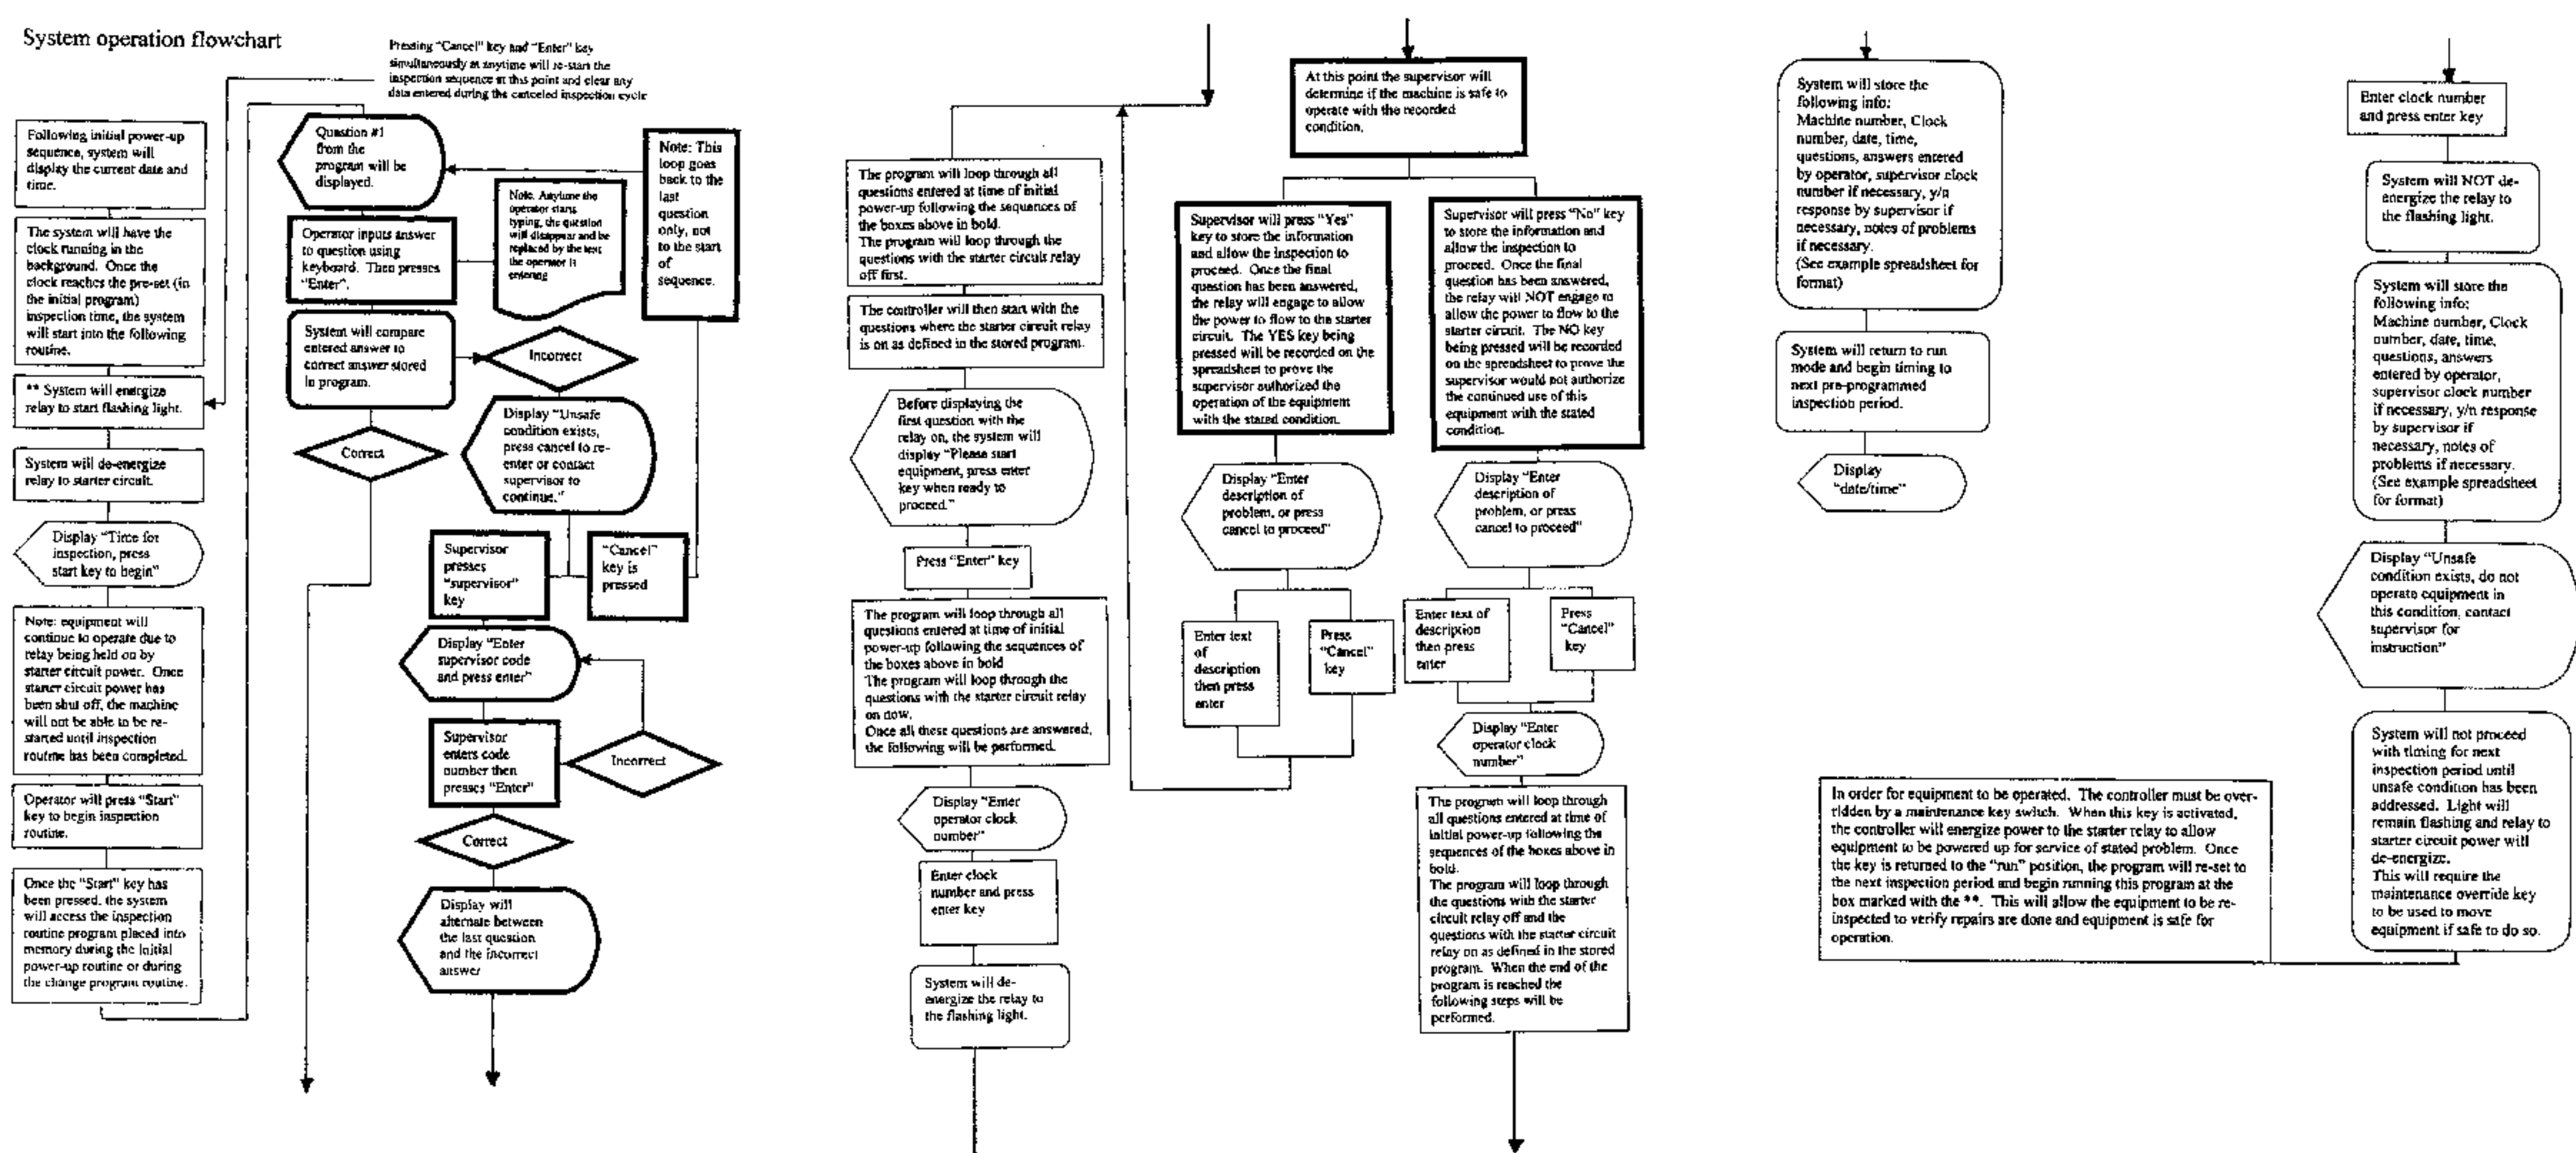 System operation flowchart
Pressing "Cancel" key and "Enter" key
simultaneously at anytime will re-start the
inspection sequence at this point and clear any
data entered during the canceled inspection cycle
Following initial power-up
sequence, system will
display the current date and
time.
The system will have the
clock running in the
background. Once the
clock reaches the pre-set (in
the initial program)
inspection time, the system
will start into the following
routine.
** System will energize
relay to start flashing light.
System will de-energize
relay to starter circuit.
Display "Time for
inspection, press
start key to begin"
Note: equipment will
continue to operate due to
relay being held on by
starter circuit power. Once
starter circuit power has
been shut off, the machine
will not be able to be re-
started until inspection
routine has been completed.
Operator will press "Start"
key to begin inspection
routine.
Once the "Start" key has
been pressed, the system
will access the inspection
routine program placed into
memory during the initial
power-up routine or during
the change program routine.
Question #1
from the
program will be
displayed.
Operator inputs answer
to question using
keyboard. Then presses
"Enter".
Note. Anytime the
operator starts
typing, the question
will disappear and be
replaced by the text
the operator is
entering
Note: This
loop goes
back to the
last
question
only, not
to the start
of
sequence.
System will compare
entered answer to
correct answer stored
in program.
Incorrect
Correct
Display "Unsafe
condition exists,
press cancel to re-
enter or contact
supervisor to
continue."
Supervisor
presses
"supervisor"
key
"Cancel"
key is
pressed
Display "Enter
supervisor code
and press enter"
Supervisor
enters code
number then
presses "Enter"
Incorrect
Correct
Display will
alternate between
the last question
and the incorrect
answer
The program will loop through all
questions entered at time of initial
power-up following the sequences of
the boxes above in bold.
The program will loop through the
questions with the starter circuit relay
off first.
The controller will then start with the
questions where the starter circuit relay
is on as defined in the stored program.
Before displaying the
first question with the
relay on, the system will
display "Please start
equipment, press enter
key when ready to
proceed."
Press "Enter" key
The program will loop through all
questions entered at time of initial
power-up following the sequences of
the boxes above in bold
The program will loop through the
questions with the starter circuit relay
on now.
Once all these questions are answered,
the following will be performed.
Display "Enter
operator clock
number"
Enter clock
number and press
enter key
System will de-
energize the relay to
the flashing light.
At this point the supervisor will
determine if the machine is safe to
operate with the recorded
condition.
Supervisor will press "Yes"
key to store the information
and allow the inspection to
proceed. Once the final
question has been answered,
the relay will engage to allow
the power to flow to the starter
circuit. The YES key being
pressed will be recorded on the
spreadsheet to prove the
supervisor authorized the
operation of the equipment
with the stated condition.
Display "Enter
description of
problem, or press
cancel to proceed"
Enter text
of
description
then press
enter
Press
"Cancel"
key
Supervisor will press "No" key
to store the information and
allow the inspection to
proceed. Once the final
question has been answered,
the relay will NOT engage to
allow the power to flow to the
starter circuit. The NO key
being pressed will be recorded
on the spreadsheet to prove the
supervisor would not authorize
the continued use of this
equipment with the stated
condition.
Display "Enter
description of
problem, or press
cancel to proceed"
Enter text of
description
then press
enter
Press
"Cancel"
key
Display "Enter
operator clock
number"
The program will loop through
all questions entered at time of
initial power-up following the
sequences of the boxes above in
bold.
The program will loop through
the questions with the starter
circuit relay off and the
questions with the starter circuit
relay on as defined in the stored
program. When the end of the
program is reached the
following steps will be
performed.
System will store the
following info:
Machine number, Clock
number, date, time,
questions, answers entered
by operator, supervisor clock
number if necessary, y/n
response by supervisor if
necessary, notes of problems
if necessary.
(See example spreadsheet for
format)
System will return to run
mode and begin timing to
next pre-programmed
inspection period.
Display
"date/time"
Enter clock number
and press enter key
System will NOT de-
energize the relay to
the flashing light.
System will store the
following info:
Machine number, Clock
number, date, time,
questions, answers
entered by operator,
supervisor clock number
if necessary, y/n response
by supervisor if
necessary, notes of
problems if necessary.
(See example spreadsheet
for format)
Display "Unsafe
condition exists, do not
operate equipment in
this condition, contact
supervisor for
instruction"
System will not proceed
with timing for next
inspection period until
unsafe condition has been
addressed. Light will
remain flashing and relay to
starter circuit power will
de-energize.
This will require the
maintenance override key
to be used to move
equipment if safe to do so.
In order for equipment to be operated. The controller must be over-
ridden by a maintenance key switch. When this key is activated,
the controller will energize power to the starter relay to allow
equipment to be powered up for service of stated problem. Once
the key is returned to the "run" position, the program will re-set to
the next inspection period and begin running this program at the
box marked with the **. This will allow the equipment to be re-
inspected to verify repairs are done and equipment is safe for
operation.